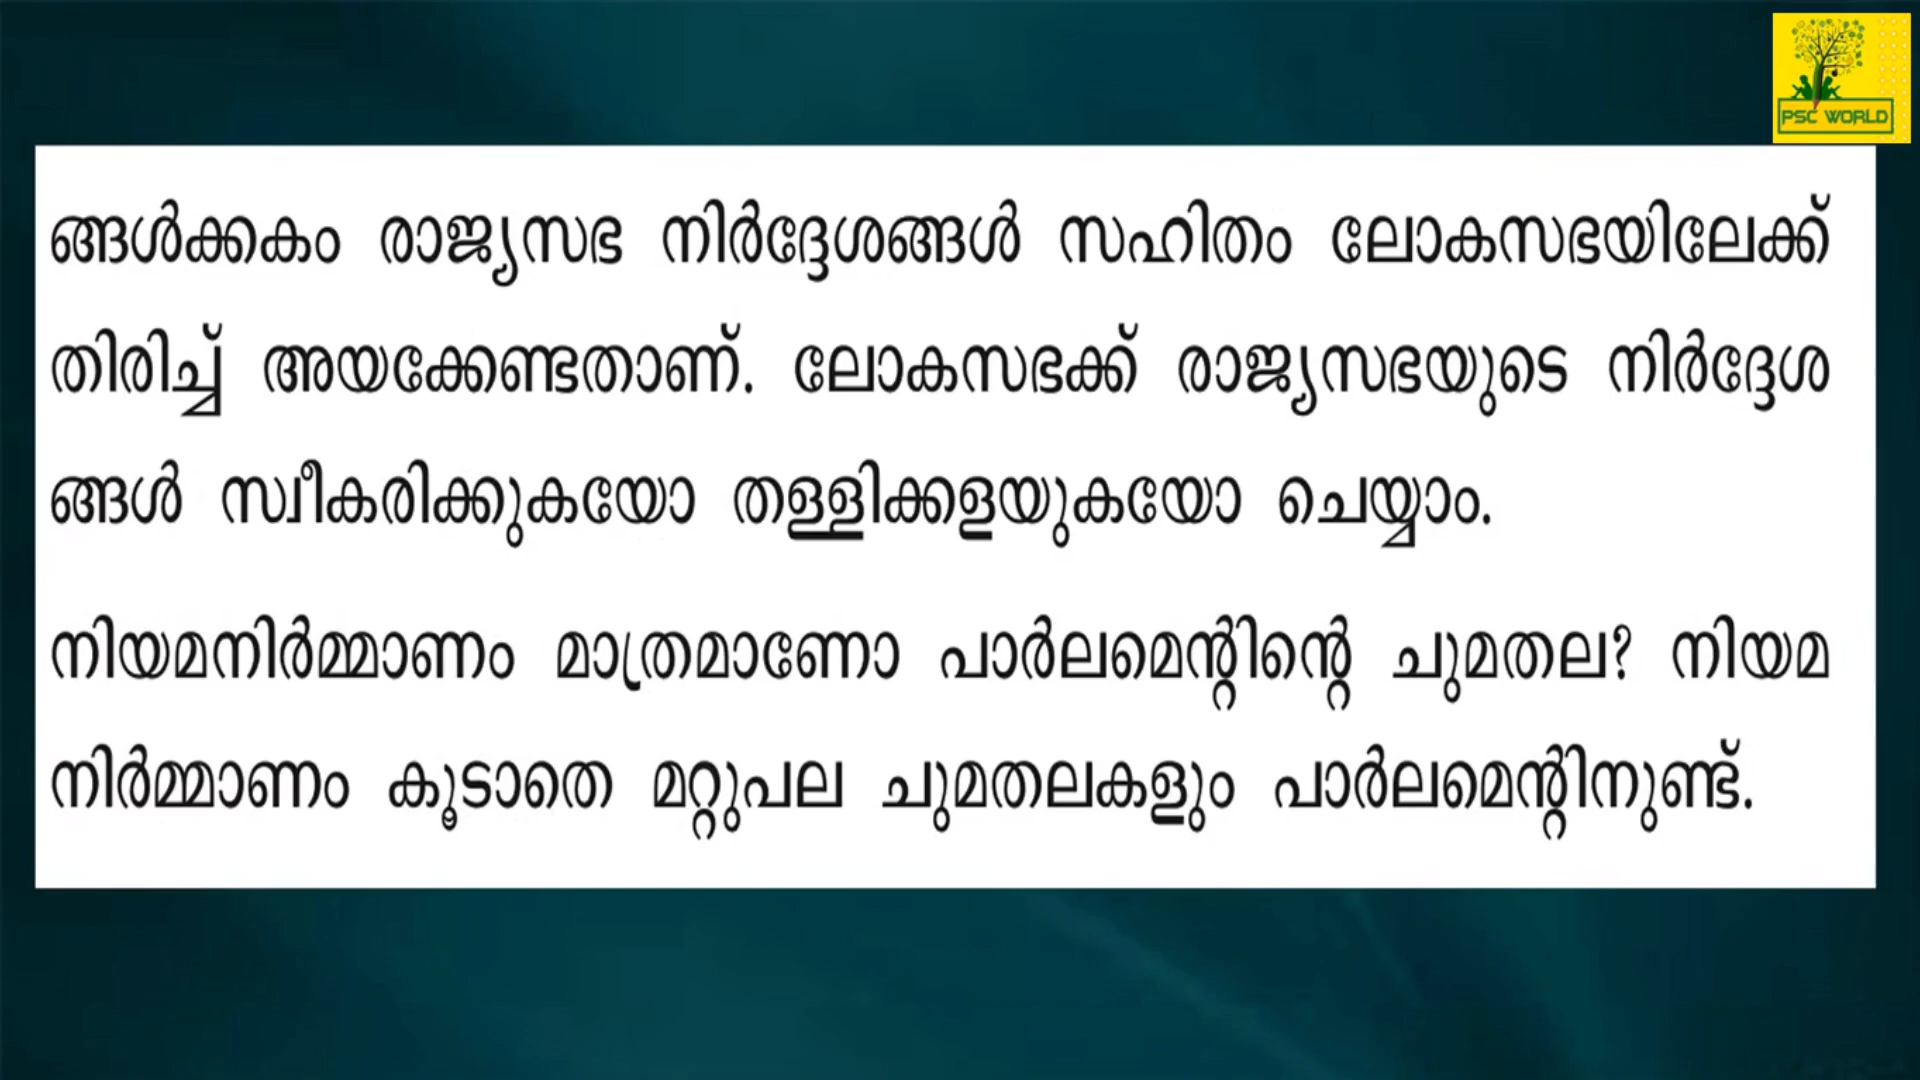 PSC WORLD
ങ്ങൾക്കകം രാജ്യസഭ നിർദ്ദേശങ്ങൾ സഹിതം ലോകസഭയിലേക്ക്
തിരിച്ച് അയക്കേണ്ടതാണ്. ലോകസഭക്ക് രാജ്യസഭയുടെ നിർദ്ദേശ
ങ്ങൾ സ്വീകരിക്കുകയോ തള്ളിക്കളയുകയോ ചെയ്യാം.
നിയമനിർമ്മാണം മാത്രമാണോ പാർലമെന്റിന്റെ ചുമതല? നിയമ
നിർമ്മാണം കൂടാതെ മറ്റുപല ചുമതലകളും പാർലമെന്റിനുണ്ട്.